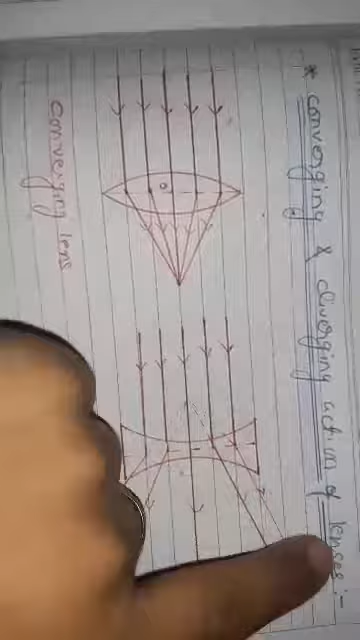 * converging & diverging action of lenses :-
converging lens